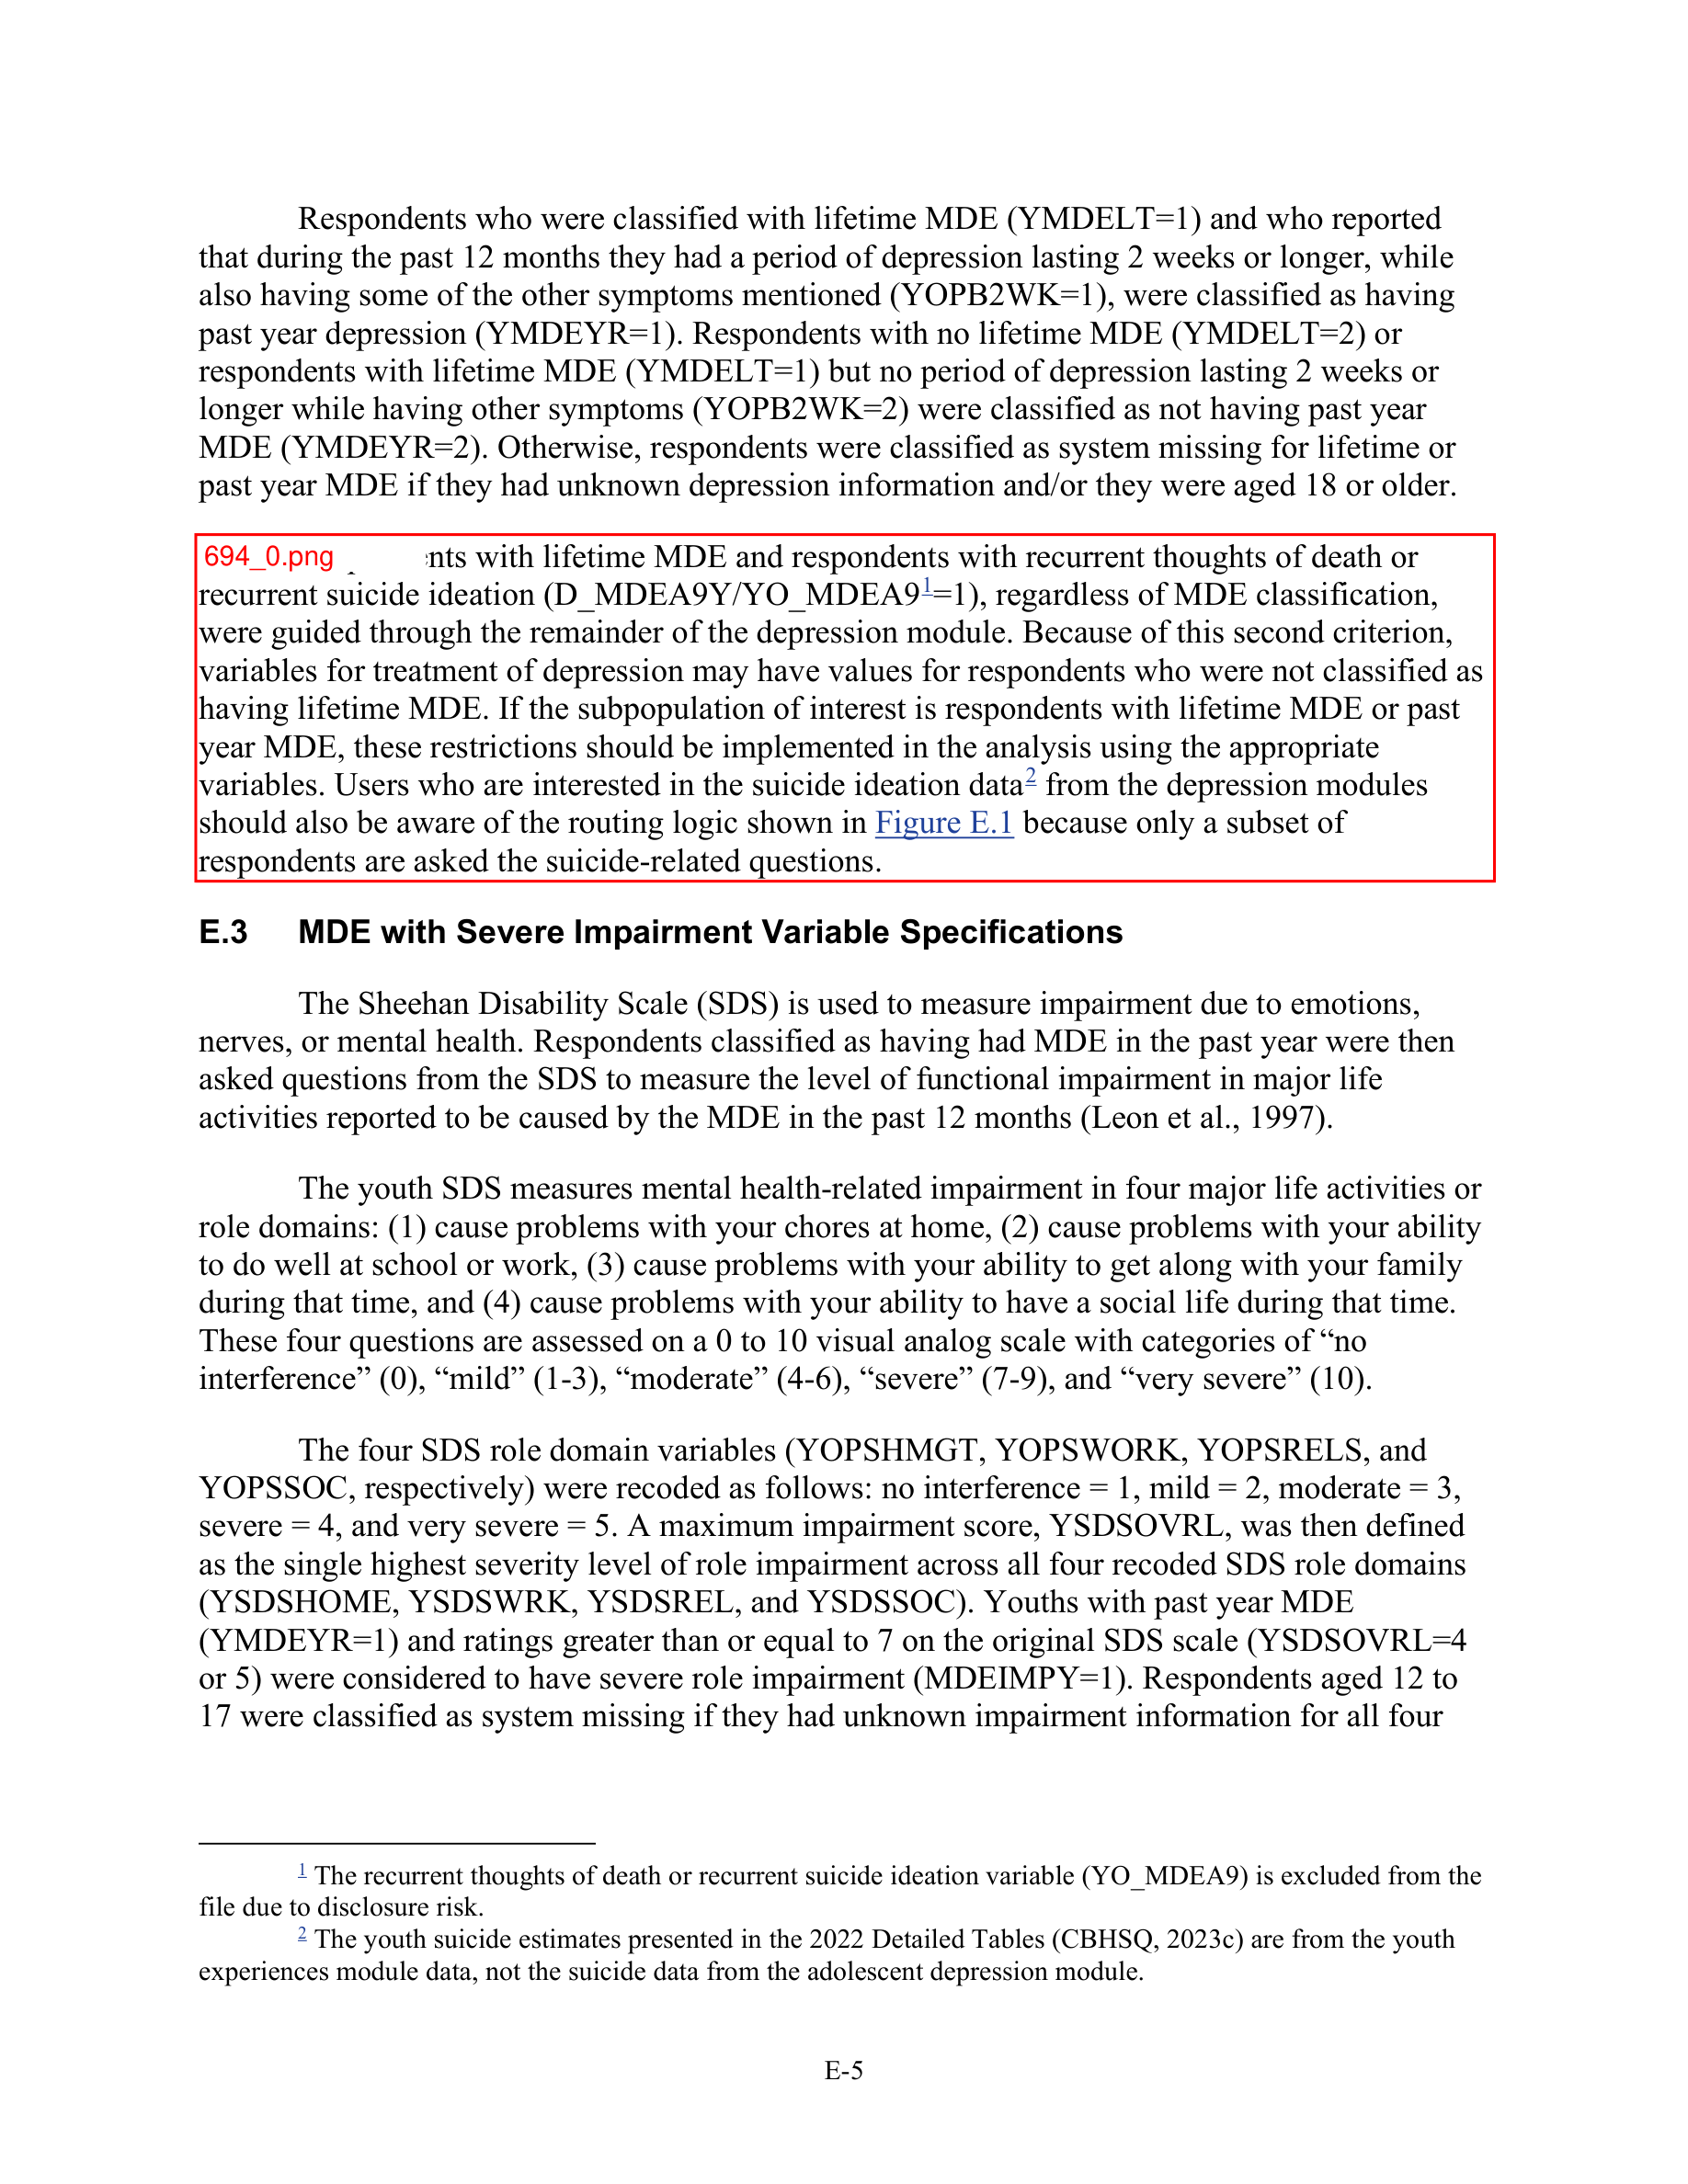 Respondents who were classified with lifetime MDE (YMDELT=1) and who reported
that during the past 12 months they had a period of depression lasting 2 weeks or longer, while
also having some of the other symptoms mentioned (YOPB2WK=1), were classified as having
past year depression (YMDEYR=1). Respondents with no lifetime MDE (YMDELT=2) or
respondents with lifetime MDE (YMDELT=1) but no period of depression lasting 2 weeks or
longer while having other symptoms (YOPB2WK=2) were classified as not having past year
MDE (YMDEYR=2). Otherwise, respondents were classified as system missing for lifetime or
past year MDE if they had unknown depression information and/or they were aged 18 or older.
694_0.png with lifetime MDE and respondents with recurrent thoughts of death or
recurrent suicide ideation (D_MDEA9Y/YO_MDEA91=1), regardless of MDE classification,
were guided through the remainder of the depression module. Because of this second criterion,
variables for treatment of depression may have values for respondents who were not classified as
having lifetime MDE. If the subpopulation of interest is respondents with lifetime MDE or past
year MDE, these restrictions should be implemented in the analysis using the appropriate
variables. Users who are interested in the suicide ideation data2 from the depression modules
should also be aware of the routing logic shown in Figure E.1 because only a subset of
respondents are asked the suicide-related questions.
E.3 MDE with Severe Impairment Variable Specifications
The Sheehan Disability Scale (SDS) is used to measure impairment due to emotions,
nerves, or mental health. Respondents classified as having had MDE in the past year were then
asked questions from the SDS to measure the level of functional impairment in major life
activities reported to be caused by the MDE in the past 12 months (Leon et al., 1997).
The youth SDS measures mental health-related impairment in four major life activities or
role domains: (1) cause problems with your chores at home, (2) cause problems with your ability
to do well at school or work, (3) cause problems with your ability to get along with your family
during that time, and (4) cause problems with your ability to have a social life during that time.
These four questions are assessed on a 0 to 10 visual analog scale with categories of “no
interference” (0), “mild” (1-3), “moderate” (4-6), “severe” (7-9), and “very severe” (10).
The four SDS role domain variables (YOPSHMGT, YOPSWORK, YOPSRELS, and
YOPSSOC, respectively) were recoded as follows: no interference = 1, mild = 2, moderate = 3,
severe = 4, and very severe = 5. A maximum impairment score, YSDSOVRL, was then defined
as the single highest severity level of role impairment across all four recoded SDS role domains
(YSDSHOME, YSDSWRK, YSDSREL, and YSDSSOC). Youths with past year MDE
(YMDEYR=1) and ratings greater than or equal to 7 on the original SDS scale (YSDSOVRL=4
or 5) were considered to have severe role impairment (MDEIMPY=1). Respondents aged 12 to
17 were classified as system missing if they had unknown impairment information for all four
1 The recurrent thoughts of death or recurrent suicide ideation variable (YO_MDEA9) is excluded from the
file due to disclosure risk.
2 The youth suicide estimates presented in the 2022 Detailed Tables (CBHSQ, 2023c) are from the youth
experiences module data, not the suicide data from the adolescent depression module.
E-5